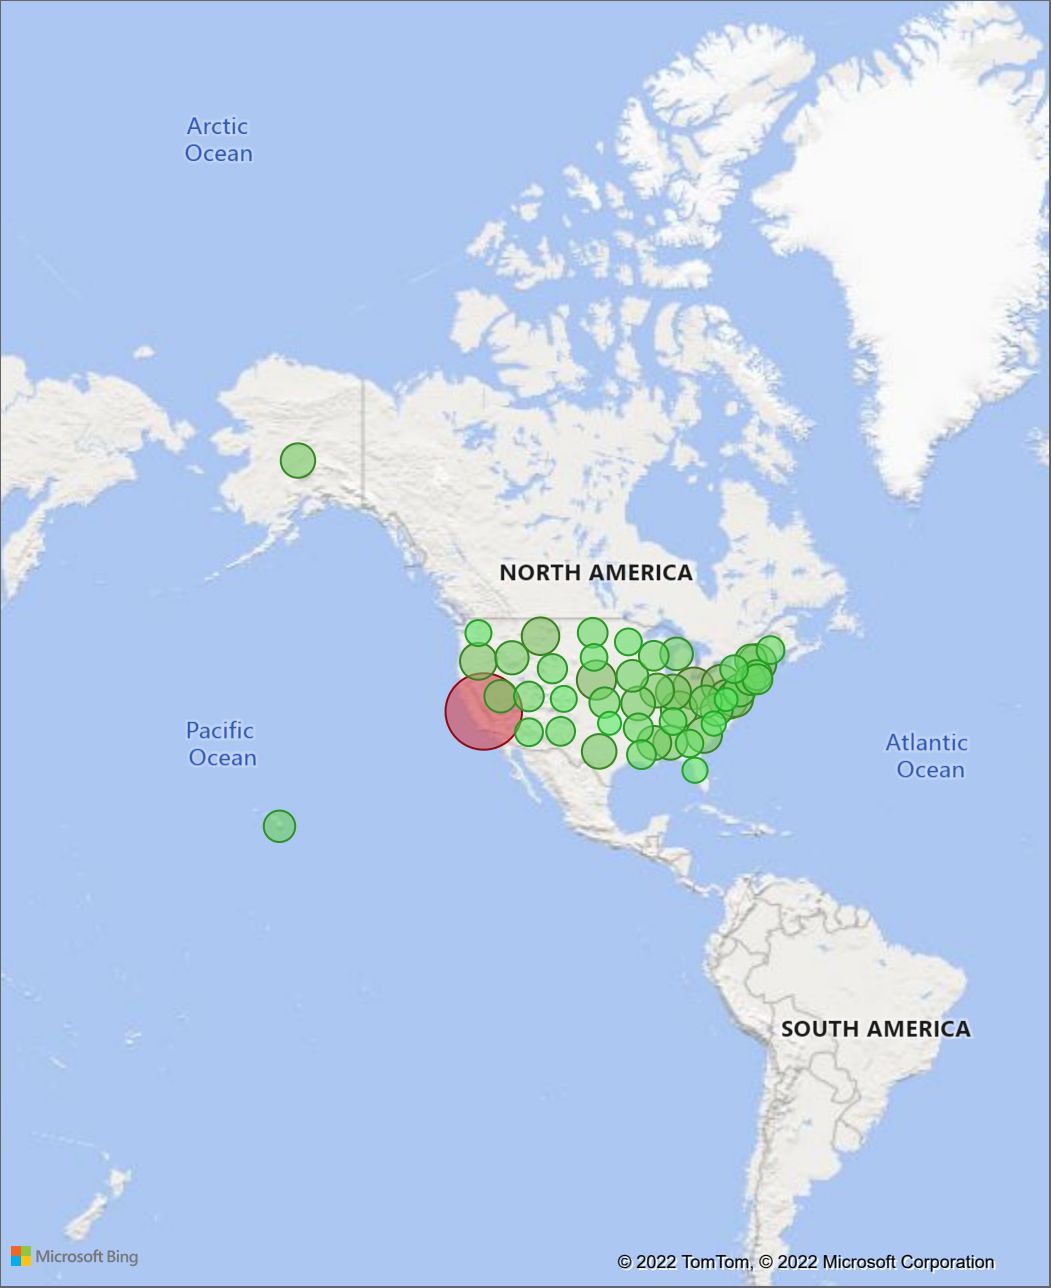 Arctic
Ocean
NORTH AMERICA
Pacific
Ocean
Atlantic
Ocean
SOUTH AMERICA
Microsoft Bing
© 2022 TomTom, © 2022 Microsoft Corporation